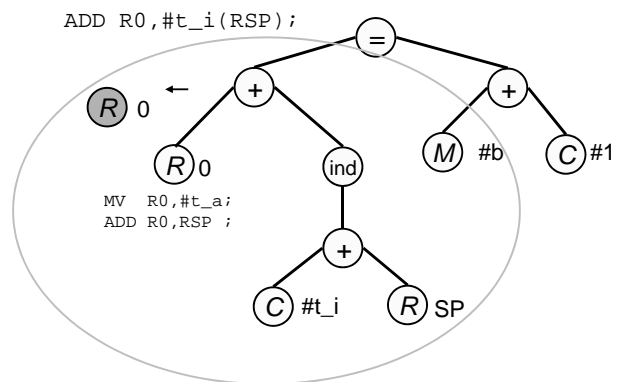 ADD R0,#t_i(RSP);
=
R 0 ← + +
R 0 ind M #b C #1
MV R0,#t_a;
ADD R0,RSP ;
+
C #t_i R SP